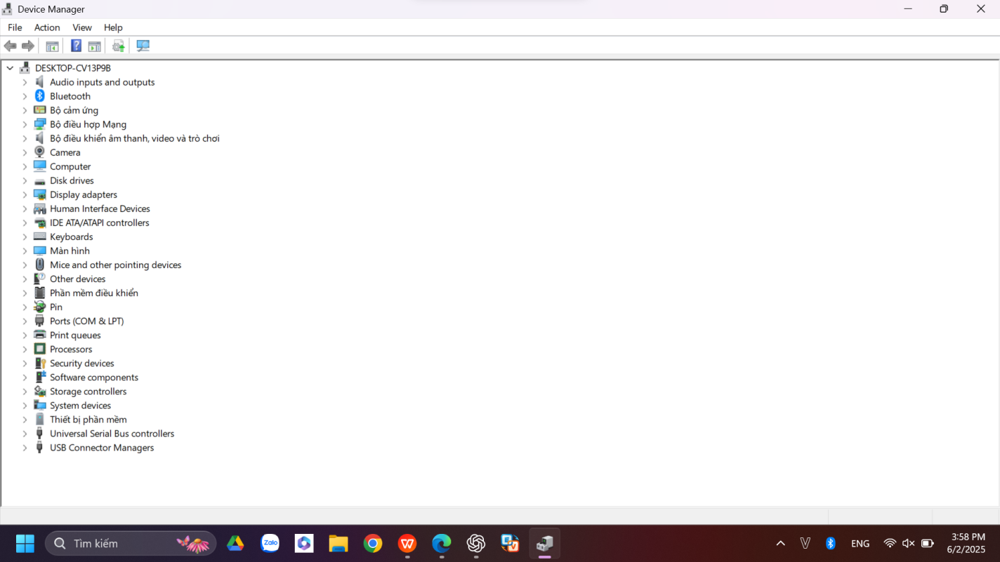 Device Manager
File Action View Help
DESKTOP-CV13P9B
Audio inputs and outputs
Bluetooth
Bộ cảm ứng
Bộ điều hợp Mạng
Bộ điều khiển âm thanh, video và trò chơi
Camera
Computer
Disk drives
Display adapters
Human Interface Devices
IDE ATA/ATAPI controllers
Keyboards
Màn hình
Mice and other pointing devices
Other devices
Phần mềm điều khiển
Pin
Ports (COM & LPT)
Print queues
Processors
Security devices
Software components
Storage controllers
System devices
Thiết bị phần mềm
Universal Serial Bus controllers
USB Connector Managers
Tìm kiếm
Zalo
ENG
3:58 PM
6/2/2025